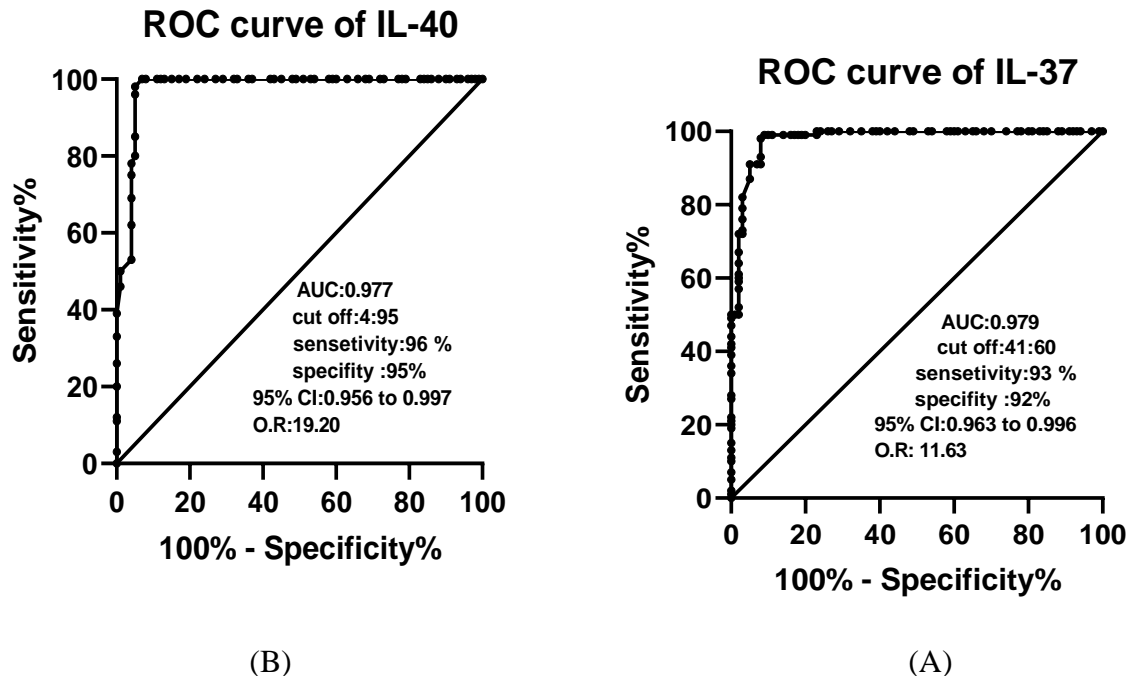 ROC curve of IL-40
100
80
60
40
20
0
Sensitivity%
AUC:0.977
cut off:4:95
sensetivity:96 %
specifity :95%
95% CI:0.956 to 0.997
O.R:19.20
0 20 40 60 80 100
100% - Specificity%
(B)
ROC curve of IL-37
100
80
60
40
20
0
Sensitivity%
AUC:0.979
cut off:41:60
sensetivity:93 %
specifity :92%
95% CI:0.963 to 0.996
O.R: 11.63
0 20 40 60 80 100
100% - Specificity%
(A)